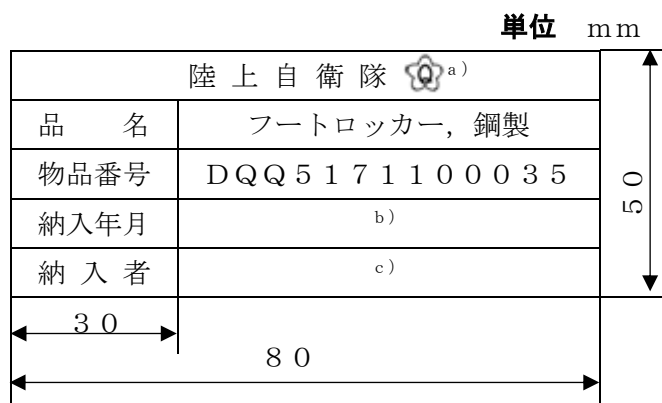 単位 ｍｍ
陸上自衛隊 Q ａ）
品名 フートロッカー，鋼製
物品番号 ＤＱＱ５１７１１０００３５
納入年月 ｂ）
納入者 ｃ）
５０
３０
８０